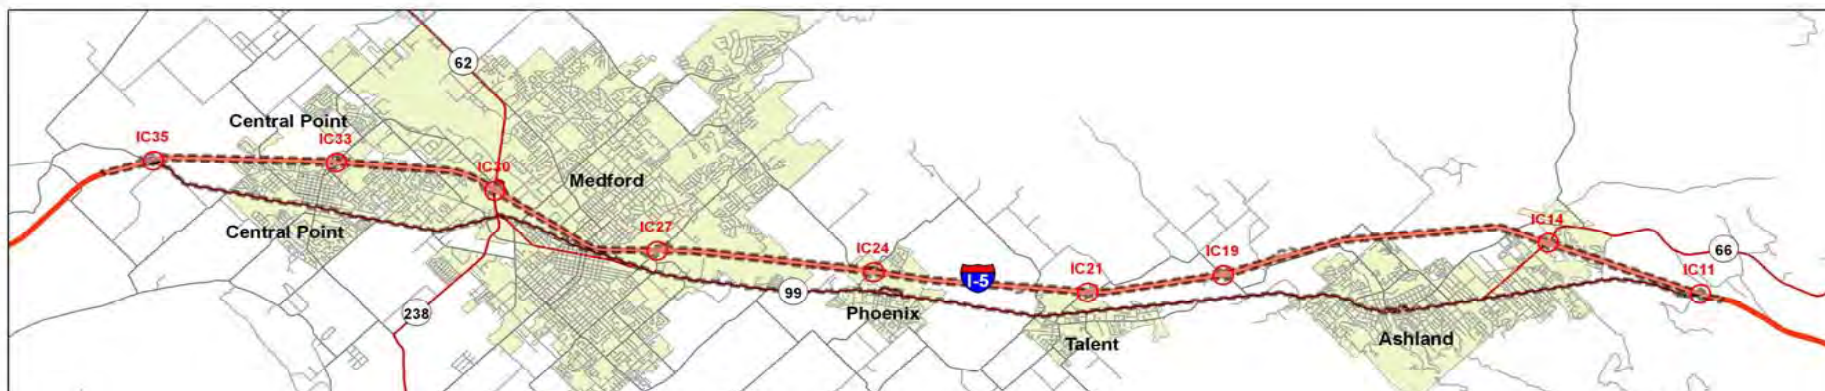 62
Central Point
IC35
IC33
IC30
Medford
Central Point
IC27
IC24
I-5
IC21
IC19
IC14
66
IC11
99
238
Phoenix
Talent
Ashland